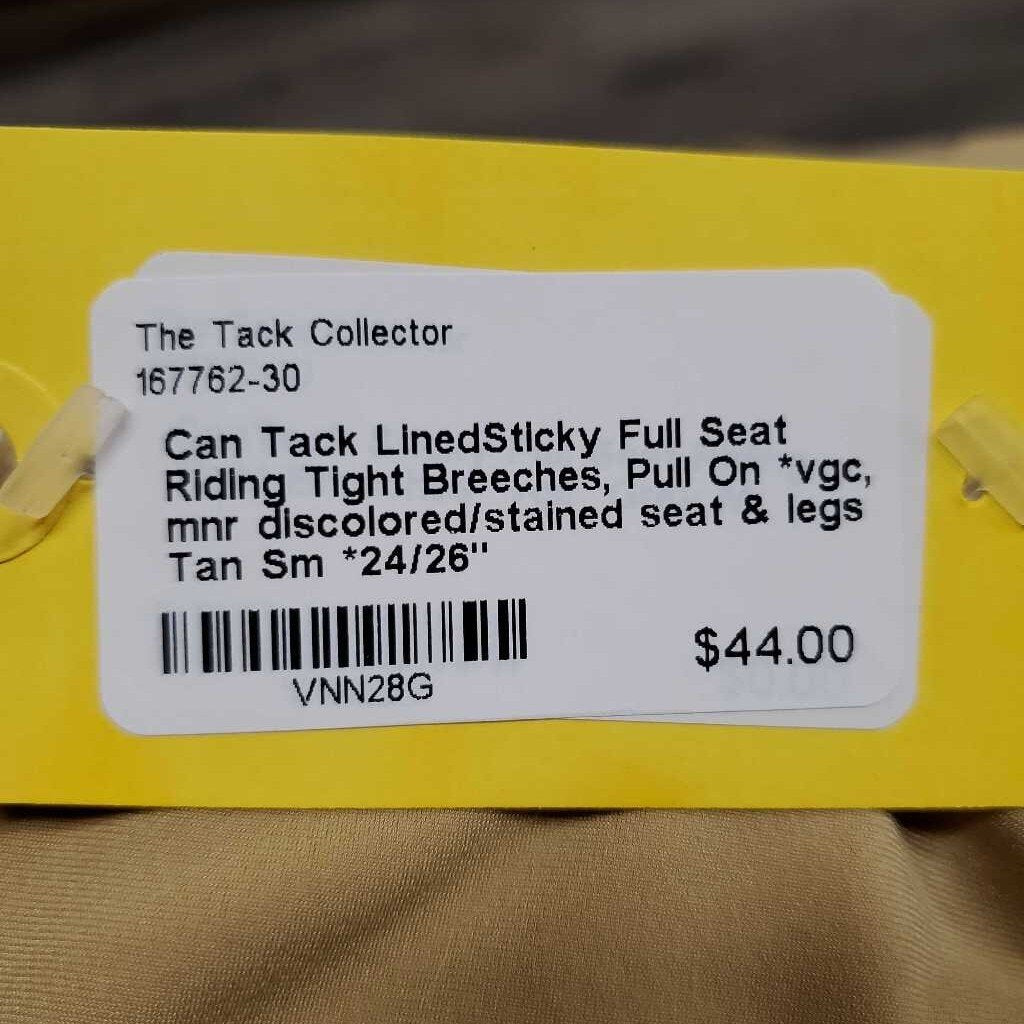 The Tack Collector
167762-30
Can Tack LinedSticky Full Seat
Riding Tight Breeches, Pull On *vgc,
mnr discolored/stained seat & legs
Tan Sm *24/26"
VNN28G
$44.00